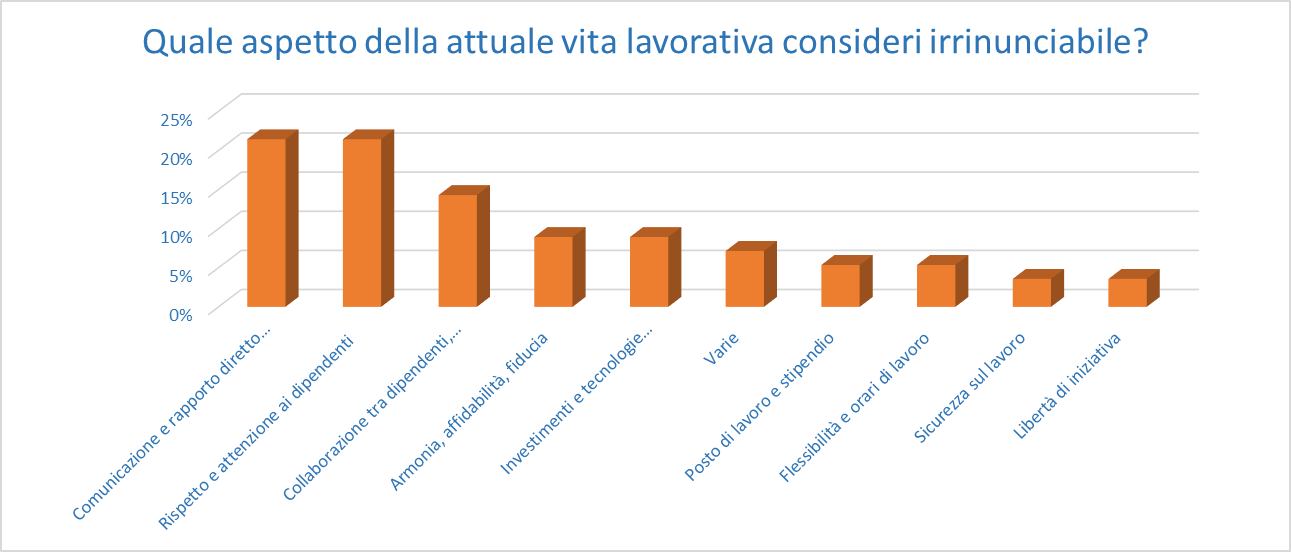 Quale aspetto della attuale vita lavorativa consideri irrinunciabile?
25%
20%
15%
10%
5%
0%
Comunicazione e rapporto diretto...
Rispetto e attenzione ai dipendenti
Collaborazione tra dipendenti,...
Armonia, affidabilità, fiducia
Investimenti e tecnologie...
Varie
Posto di lavoro e stipendio
Flessibilità e orari di lavoro
Sicurezza sul lavoro
Libertà di iniziativa